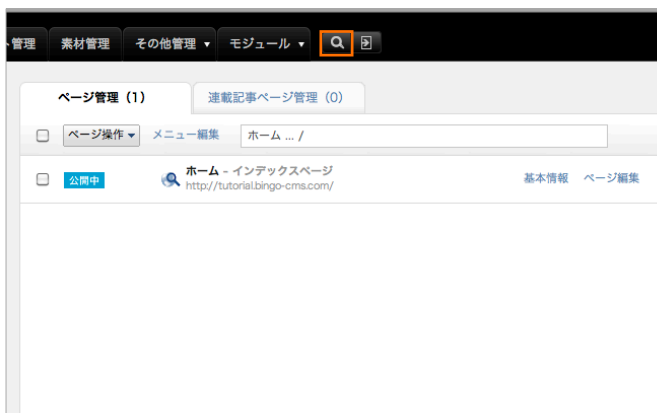 ト管理 素材管理 その他管理 ▼ モジュール ▼
ページ管理（1） 連載記事ページ管理（0）
ページ操作 ▼ メニュー編集 ホーム ... /
公開中 ホーム - インデックスページ 基本情報 ページ編集
http://tutorial.bingo-cms.com/